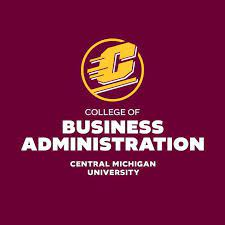 C
COLLEGE OF
BUSINESS
ADMINISTRATION
CENTRAL MICHIGAN
UNIVERSITY